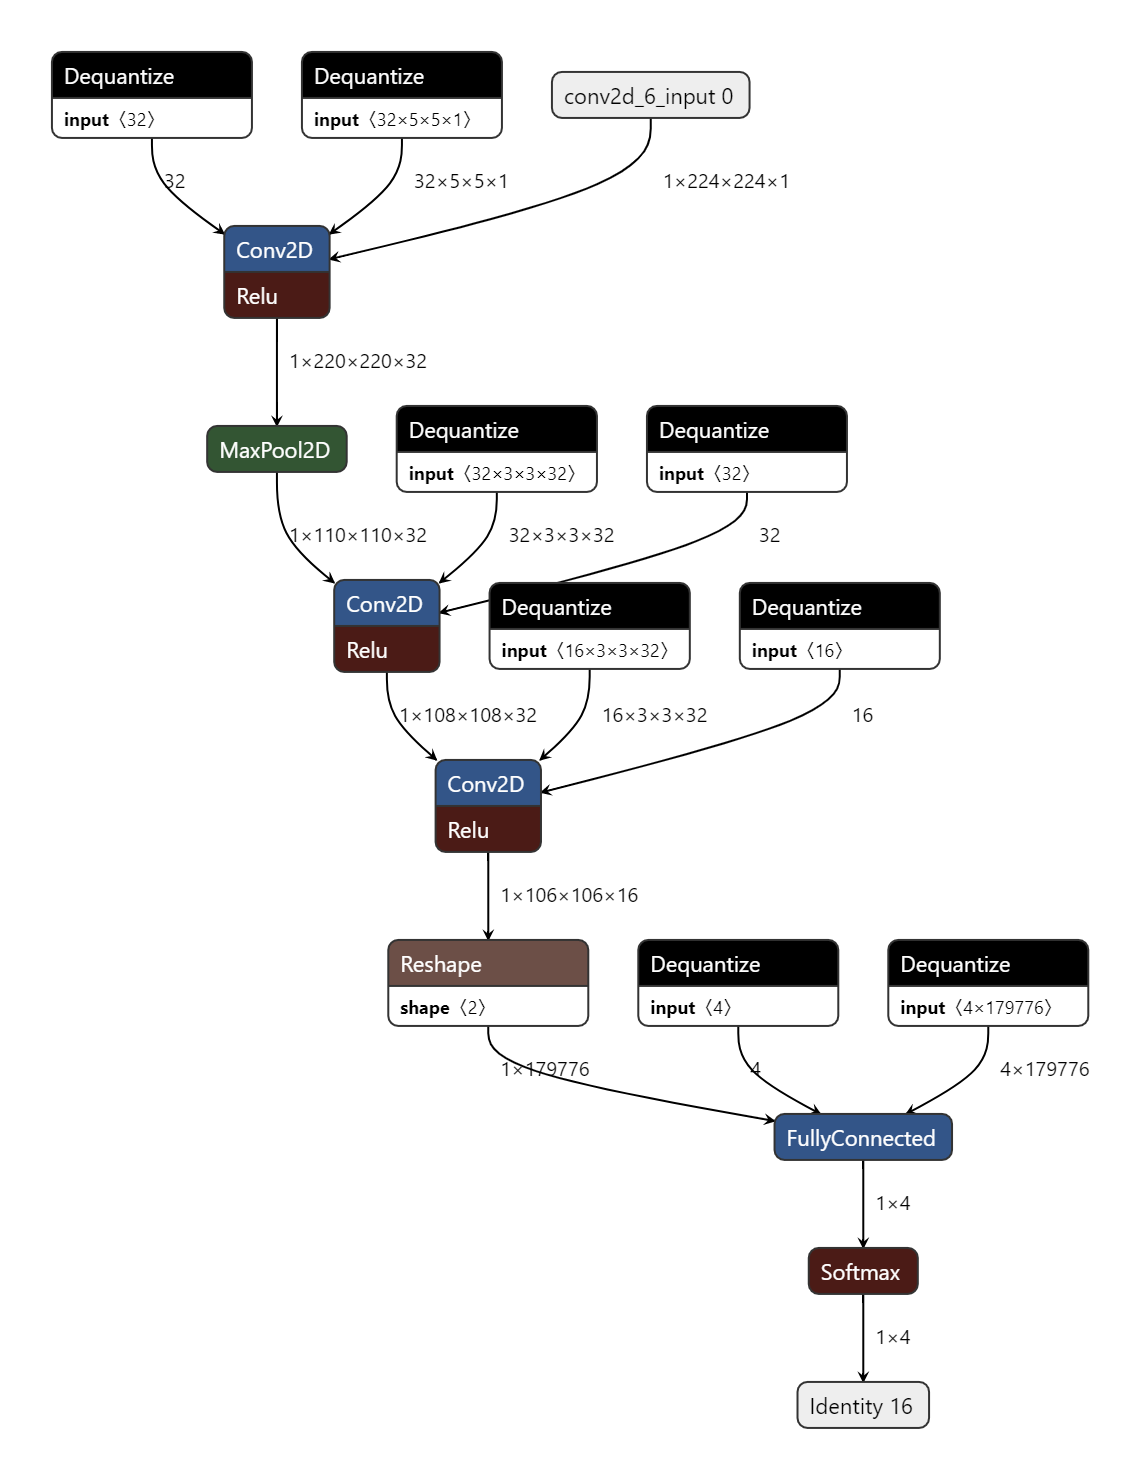 Dequantize
input〈32〉
Dequantize
input〈32×5×5×1〉
conv2d_6_input 0
32
32×5×5×1
1×224×224×1
Conv2D
Relu
1×220×220×32
MaxPool2D
Dequantize
input〈32×3×3×32〉
Dequantize
input〈32〉
1×110×110×32
32×3×3×32
32
Conv2D
Relu
Dequantize
input〈16×3×3×32〉
Dequantize
input〈16〉
1×108×108×32
16×3×3×32
16
Conv2D
Relu
1×106×106×16
Reshape
shape〈2〉
Dequantize
input〈4〉
Dequantize
input〈4×179776〉
1×179776
4
4×179776
FullyConnected
1×4
Softmax
1×4
Identity 16